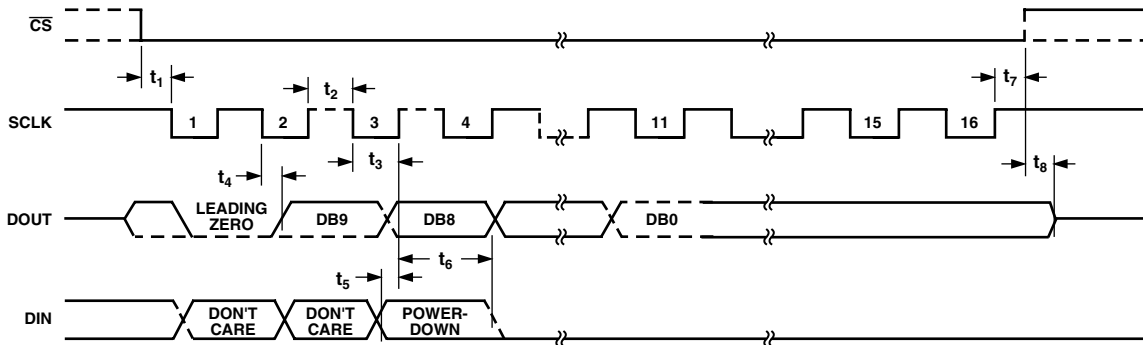 CS
t1
t2
t7
SCLK
1 2 3 4 11 15 16
t3
t4
t8
DOUT
LEADING
ZERO
DB9 DB8 DB0
t5
t6
DIN
DON'T
CARE
DON'T
CARE
POWER-
DOWN